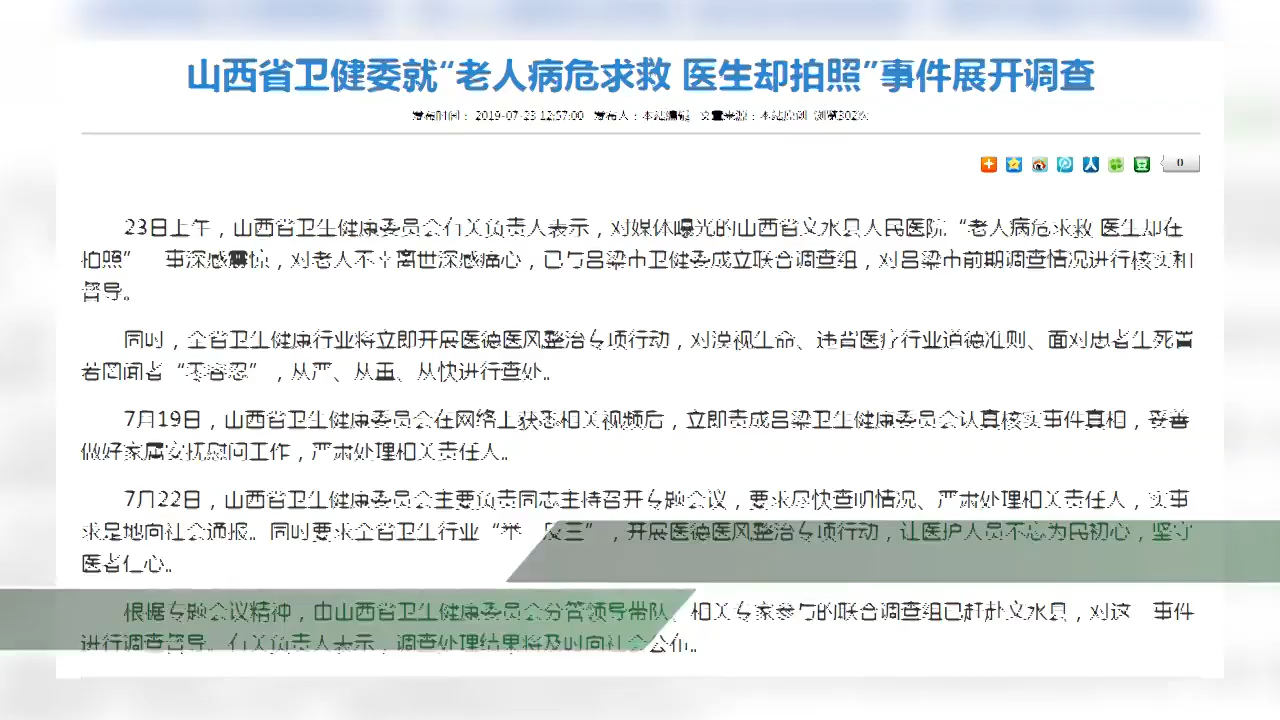 山西省卫健委就“老人病危求救 医生却拍照”事件展开调查
发布时间： 2019-07-23 12:57:00 发布人：本站编辑 文章来源：本站原创 浏览302次
0
23日上午，山西省卫生健康委员会有关负责人表示，对媒体曝光的山西省文水县人民医院“老人病危求救 医生却在
拍照”一事深感震惊，对老人不幸离世深感痛心，已与吕梁市卫健委成立联合调查组，对吕梁市前期调查情况进行核实和
督导。
同时，全省卫生健康行业将立即开展医德医风整治专项行动，对漠视生命、违背医疗行业道德准则、面对患者生死置
若罔闻者“零容忍”，从严、从重、从快进行查处。
7月19日，山西省卫生健康委员会在网络上获悉相关视频后，立即责成吕梁卫生健康委员会认真核实事件真相，妥善
做好家属安抚慰问工作，严肃处理相关责任人。
7月22日，山西省卫生健康委员会主要负责同志主持召开专题会议，要求尽快查明情况、严肃处理相关责任人，实事
求是地向社会通报。同时要求全省卫生行业“举一反三”，开展医德医风整治专项行动，让医护人员不忘为民初心，坚守
医者仁心。
根据专题会议精神，由山西省卫生健康委员会分管领导带队、相关专家参与的联合调查组已赶赴文水县，对这一事件
进行调查督导。有关负责人表示，调查处理结果将及时向社会公布。